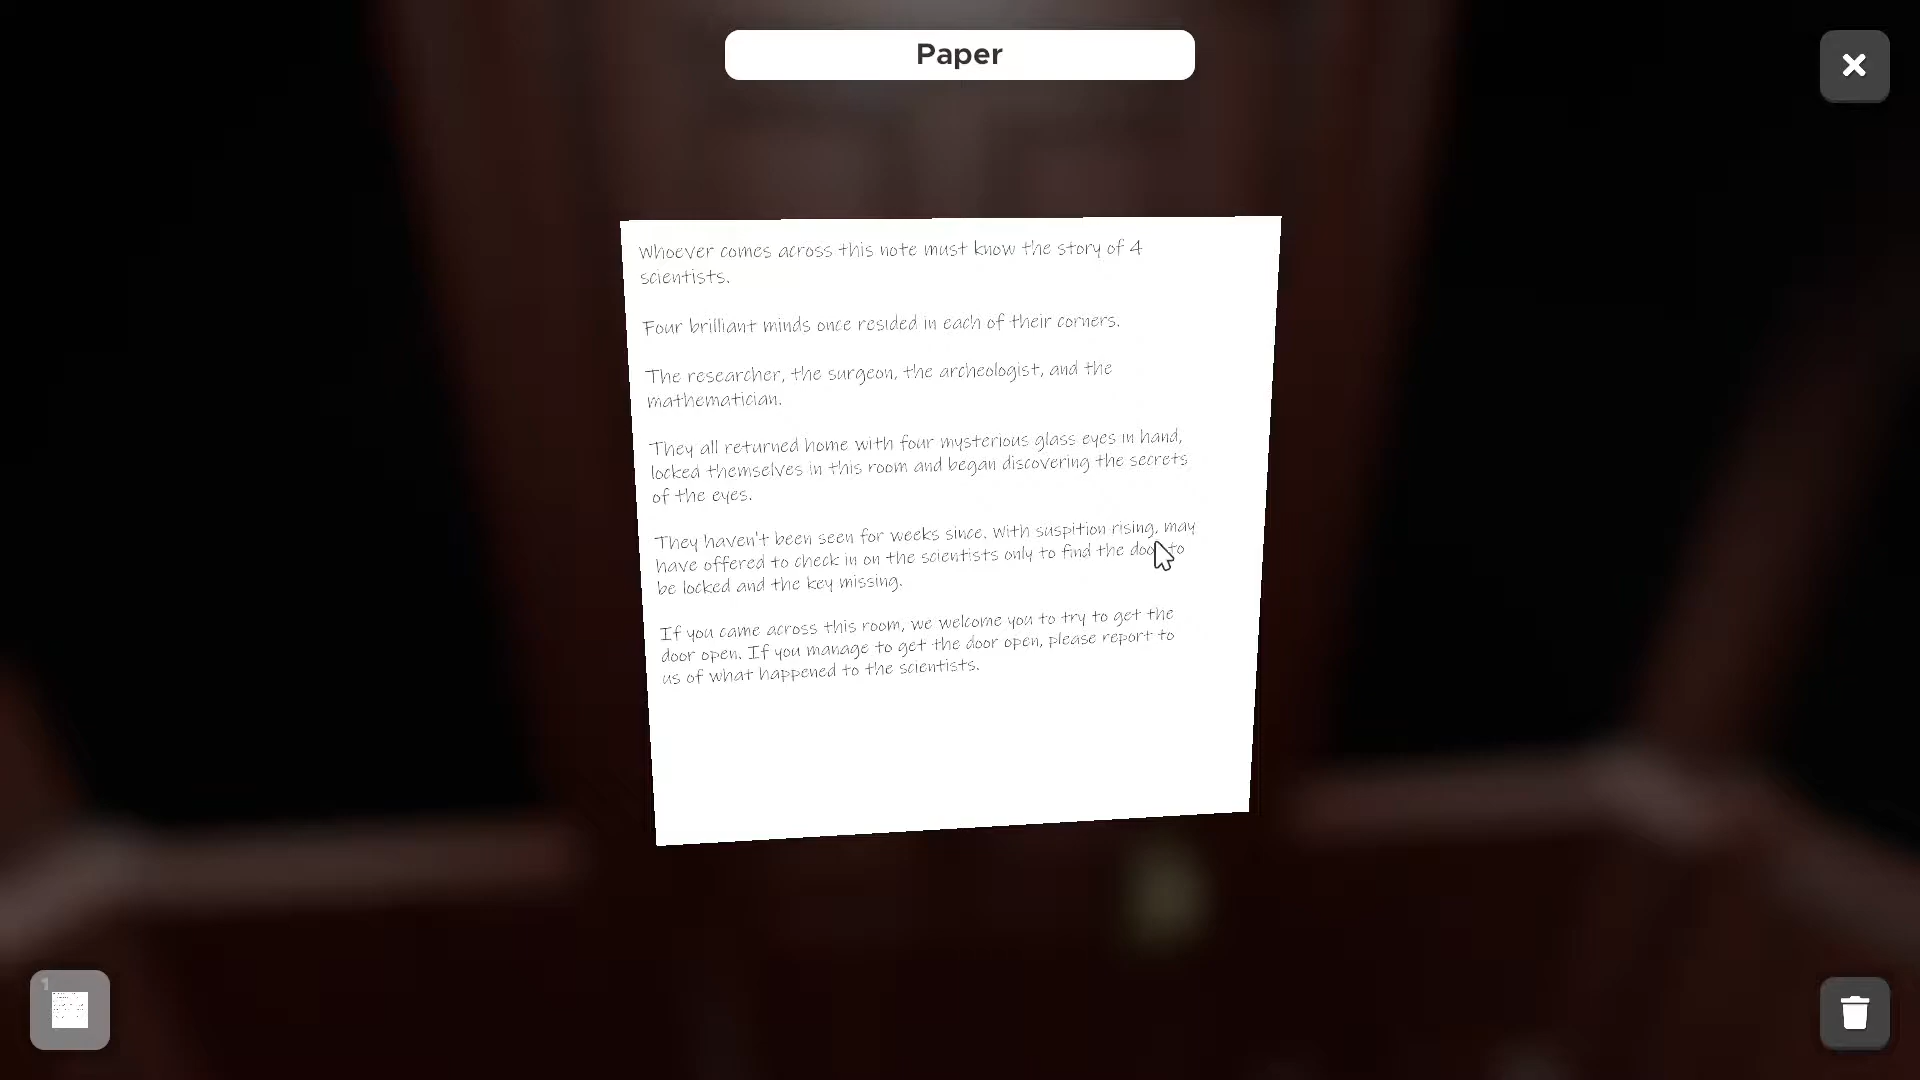 Paper
Whoever comes across this note must know the story of 4
scientists.
Four brilliant minds once resided in each of their corners.
The researcher, the surgeon, the archeologist, and the
mathematician.
They all returned home with four mysterious glass eyes in hand,
locked themselves in this room and began discovering the secrets
of the eyes.
They haven't been seen for weeks since. With suspition rising, may
have offered to check in on the scientists only to find the door to
be locked and the key missing.
If you came across this room, we welcome you to try to get the
door open. If you manage to get the door open, please report to
us of what happened to the scientists.
1